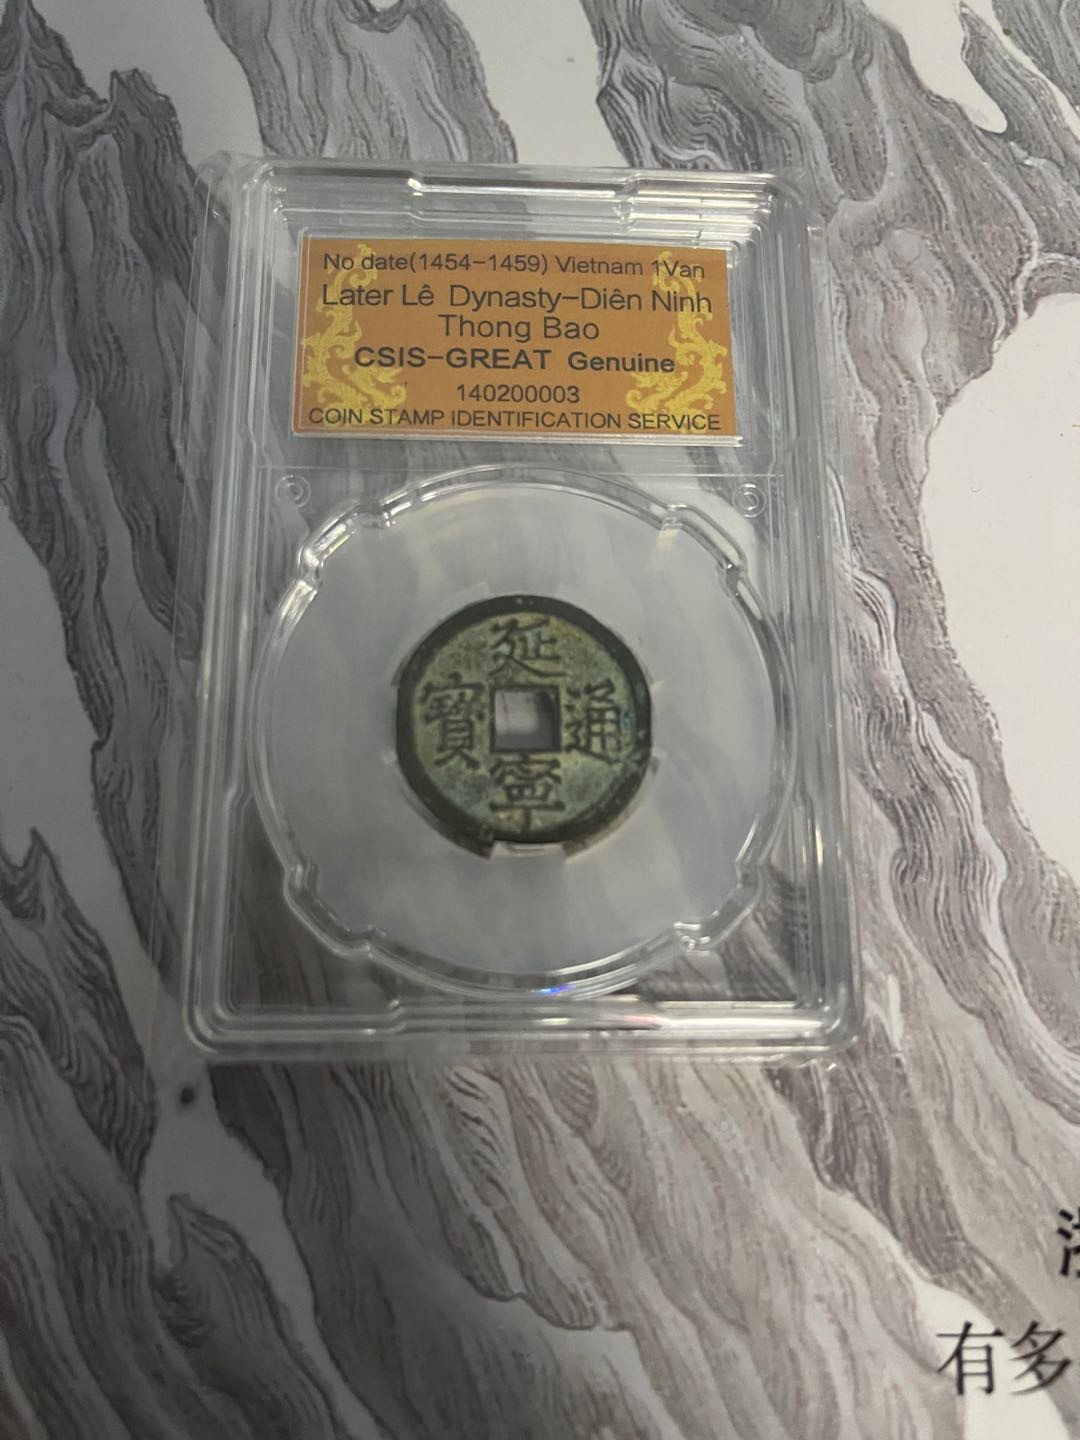 No date(1454-1459) Vietnam 1Van
Later Lê Dynasty-Diên Ninh
Thong Bao
CSIS-GREAT Genuine
140200003
COIN STAMP IDENTIFICATION SERVICE
延
寶 通
寧
有多